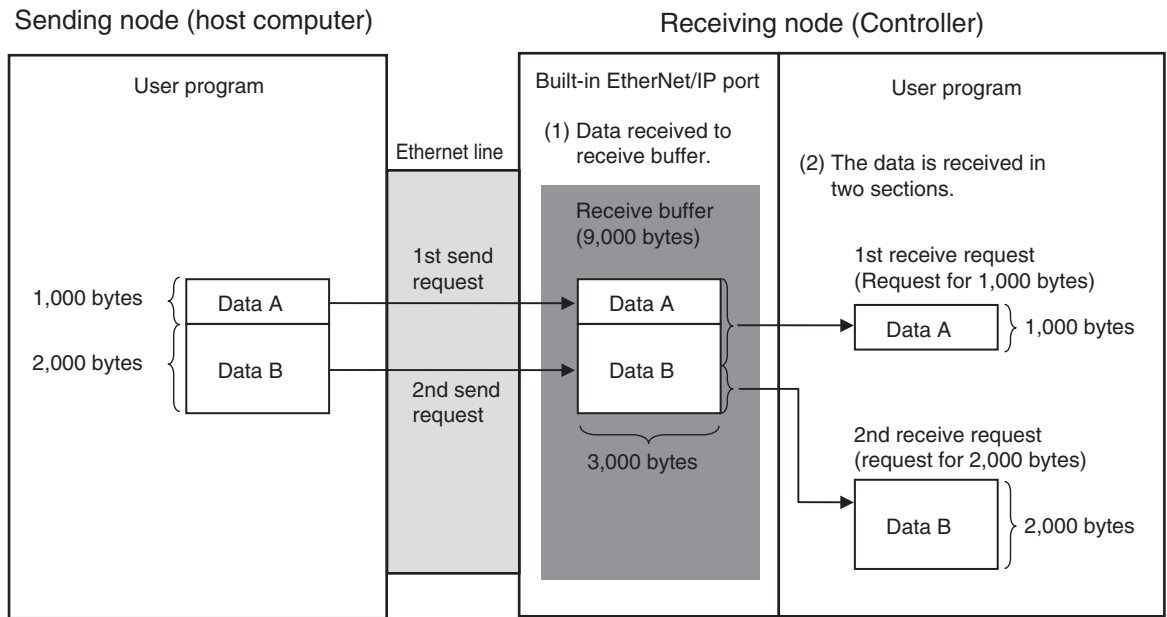 Sending node (host computer)
Receiving node (Controller)
User program
Built-in EtherNet/IP port
User program
(1) Data received to
receive buffer.
Ethernet line
(2) The data is received in
two sections.
Receive buffer
(9,000 bytes)
1st send
request
1st receive request
(Request for 1,000 bytes)
1,000 bytes
Data A
Data A
Data A
1,000 bytes
2,000 bytes
Data B
Data B
2nd send
request
3,000 bytes
2nd receive request
(request for 2,000 bytes)
Data B
2,000 bytes